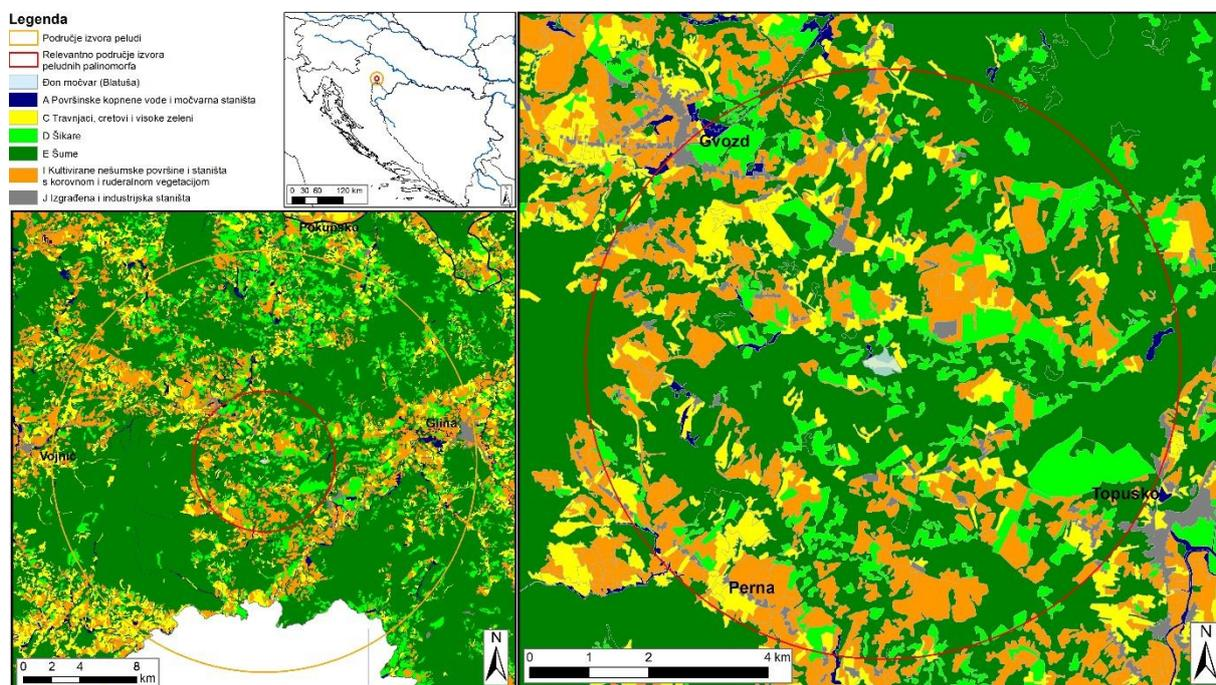 Legenda
Područje izvora peludi
Relevantno područje izvora
peludnih palinomorfa
Đon močvar (Blatuša)
A Površinske kopnene vode i močvarna staništa
C Travnjaci, cretovi i visoke zeleni
D Šikare
E Šume
I Kultivirane nešumske površine i staništa
s korovnom i ruderalnom vegetacijom
J Izgrađena i industrijska staništa
0 30 60 120 km
Pokupsko
Glina
Vojnić
0 2 4 8
km
N
Gvozd
Topusko
Perna
0 1 2 4 km
N